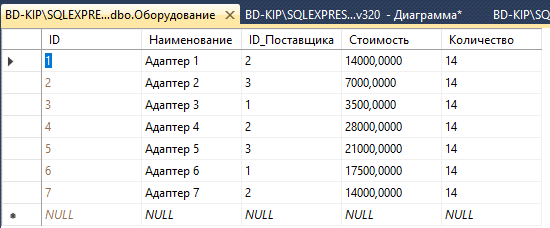 BD-KIP\SQLEXPRE...dbo.Оборудование BD-KIP\SQLEXPRES...v320 - Диаграмма* BD-KIP\SQ
ID Наименование ID_Поставщика Стоимость Количество
1 Адаптер 1 2 14000,0000 14
2 Адаптер 2 3 7000,0000 14
3 Адаптер 3 1 3500,0000 14
4 Адаптер 4 2 28000,0000 14
5 Адаптер 5 3 21000,0000 14
6 Адаптер 6 1 17500,0000 14
7 Адаптер 7 2 14000,0000 14
NULL NULL NULL NULL NULL